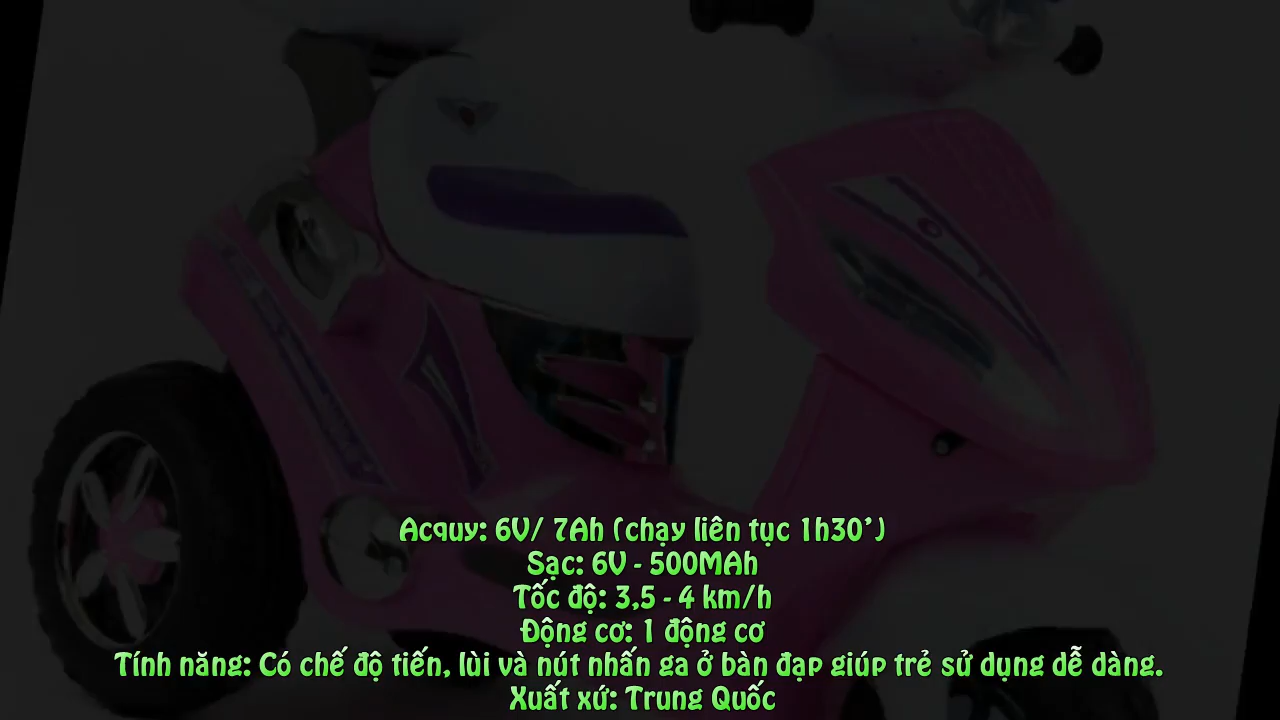 Acquy: 6V/ 7Ah (chạy liên tục 1h30’)
Sạc: 6V - 500MAh
Tốc độ: 3,5 - 4 km/h
Động cơ: 1 động cơ
Tính năng: Có chế độ tiến, lùi và nút nhấn ga ở bàn đạp giúp trẻ sử dụng dễ dàng.
Xuất xứ: Trung Quốc